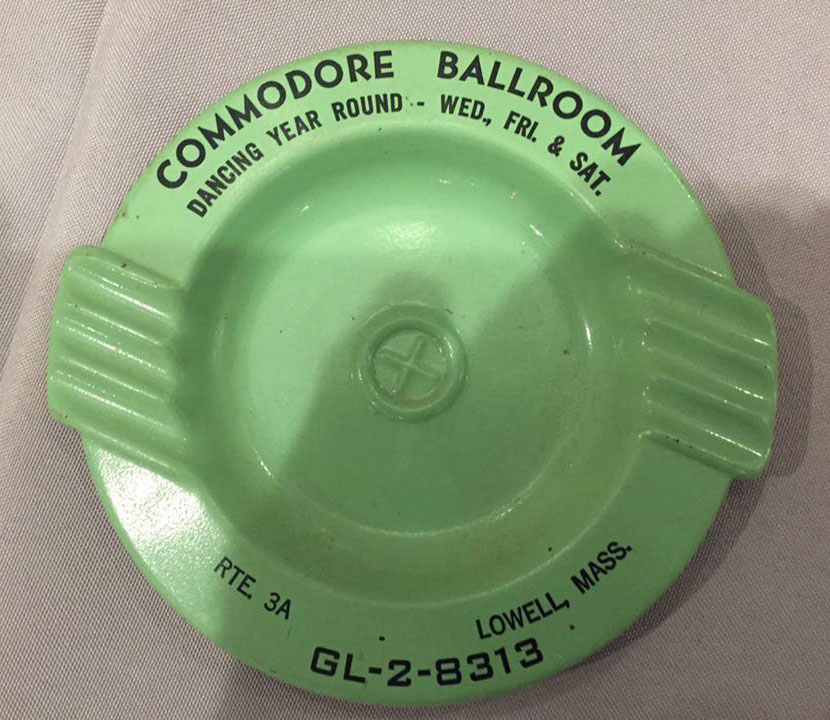 COMMODORE BALLROOM
DANCING YEAR ROUND - WED., FRI. & SAT.
RTE. 3A
LOWELL, MASS.
GL-2-8313